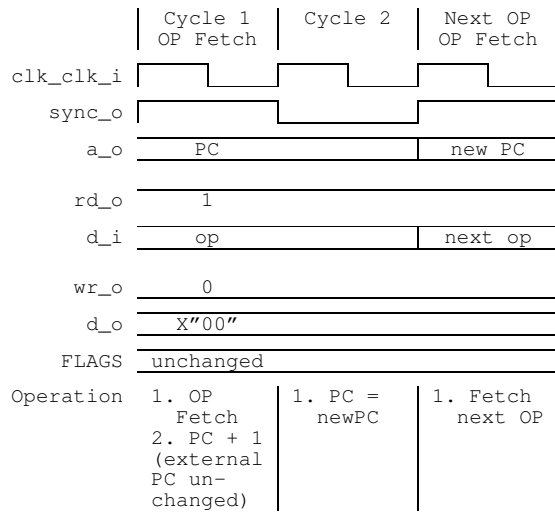 Cycle 1 Cycle 2 Next OP
OP Fetch OP Fetch
clk_clk_i
sync_o
a_o PC new PC
rd_o 1
d_i op next op
wr_o 0
d_o X"00"
FLAGS unchanged
Operation 1. OP 1. PC = 1. Fetch
Fetch newPC next OP
2. PC + 1
(external
PC un-
changed)